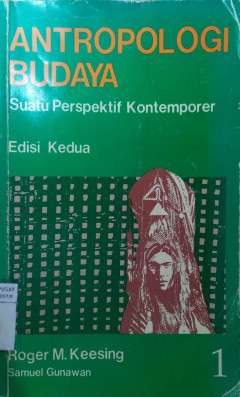 ANTROPOLOGI
BUDAYA
Suatu Perspektif Kontemporer
Edisi Kedua
Roger M. Keesing
Samuel Gunawan
1